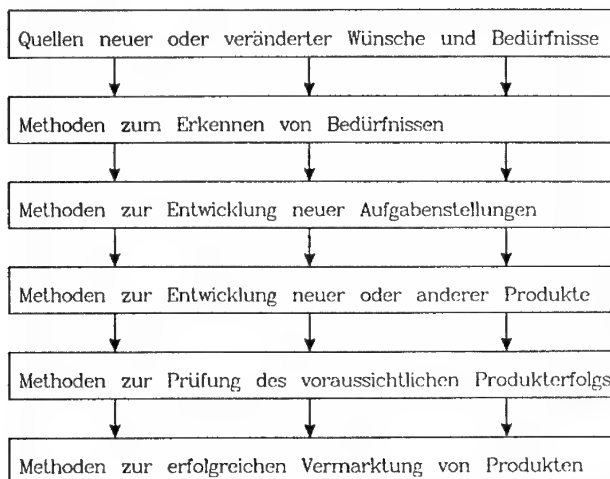 Quellen neuer oder veränderter Wünsche und Bedürfnisse
Methoden zum Erkennen von Bedürfnissen
Methoden zur Entwicklung neuer Aufgabenstellungen
Methoden zur Entwicklung neuer oder anderer Produkte
Methoden zur Prüfung des voraussichtlichen Produkterfolgs
Methoden zur erfolgreichen Vermarktung von Produkten